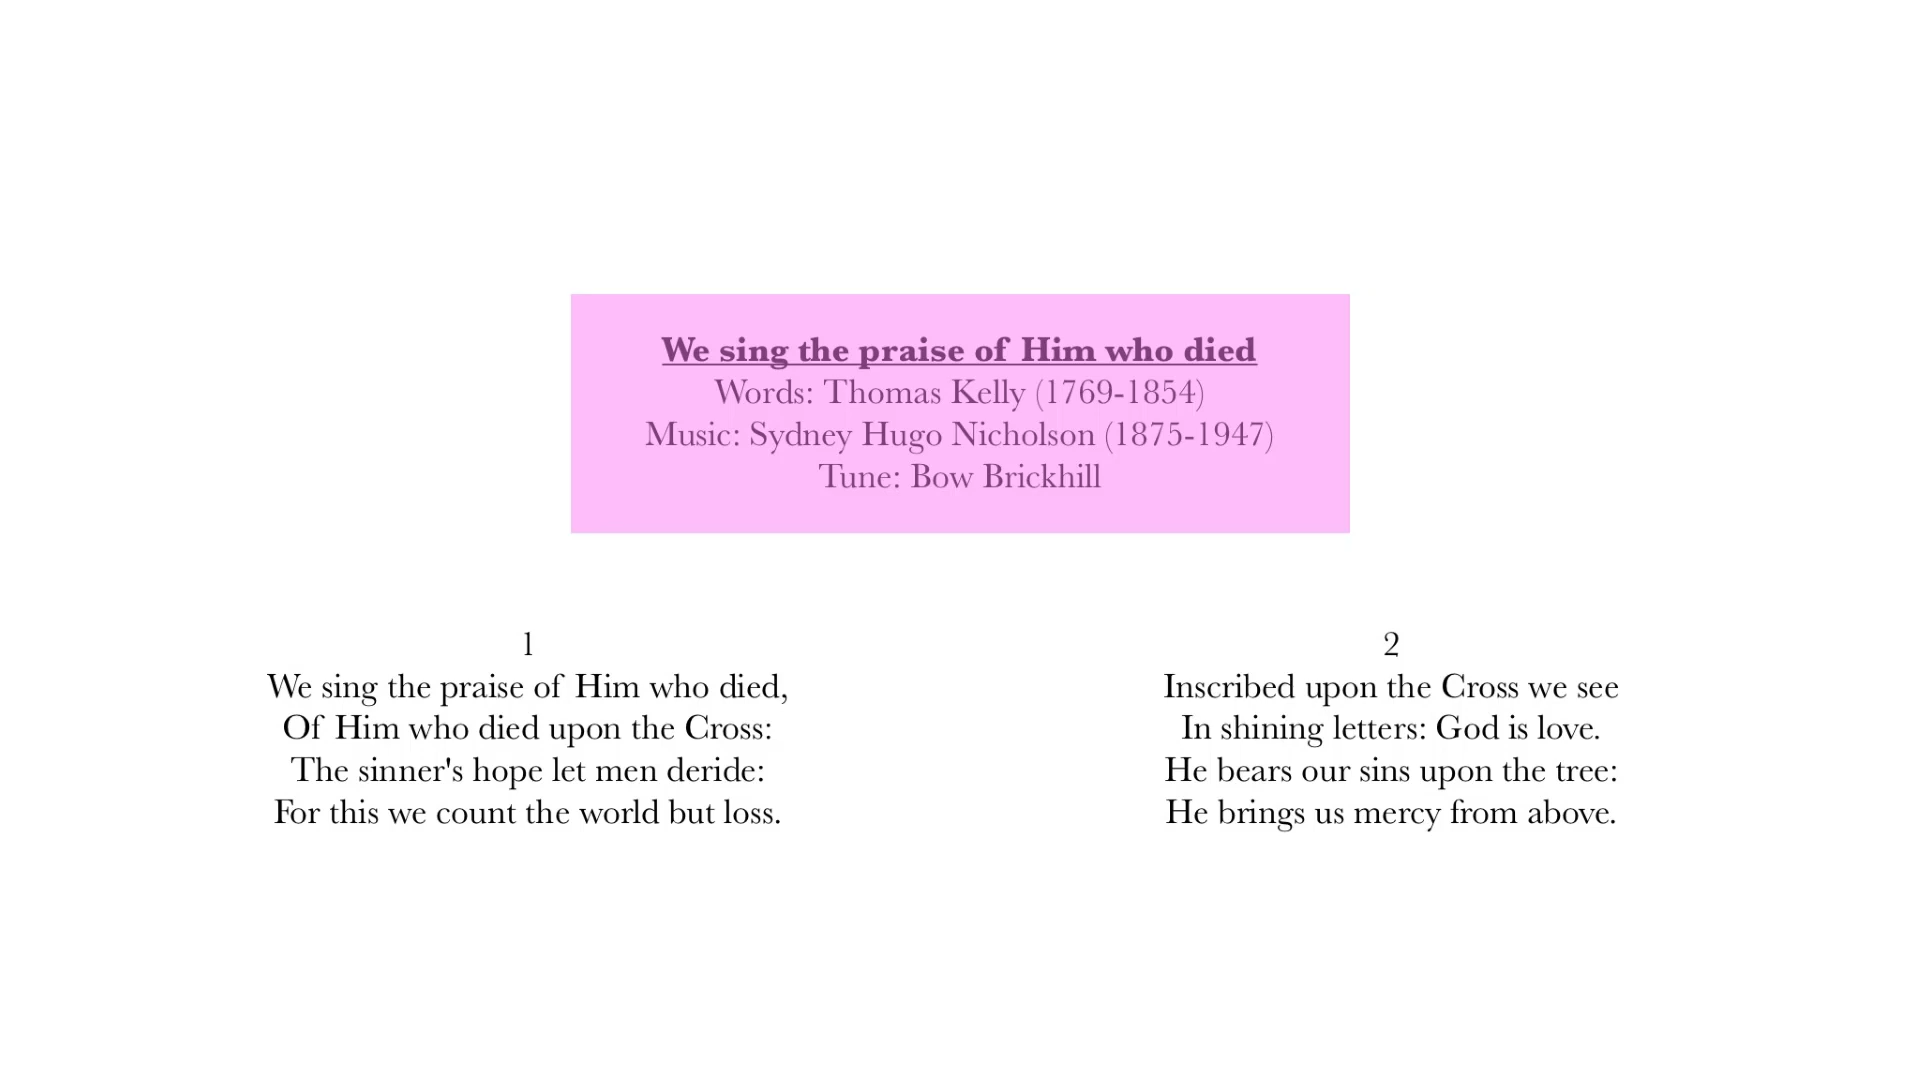 We sing the praise of Him who died
Words: Thomas Kelly (1769-1854)
Music: Sydney Hugo Nicholson (1875-1947)
Tune: Bow Brickhill
1
We sing the praise of Him who died,
Of Him who died upon the Cross:
The sinner's hope let men deride:
For this we count the world but loss.
2
Inscribed upon the Cross we see
In shining letters: God is love.
He bears our sins upon the tree:
He brings us mercy from above.